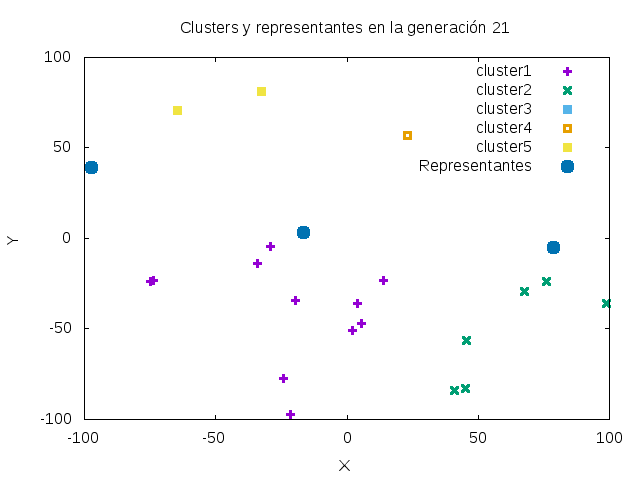 Clusters y representantes en la generación 21
100
50
0
-50
-100
-100
-50
0
50
100
Y
X
cluster1
cluster2
cluster3
cluster4
cluster5
Representantes